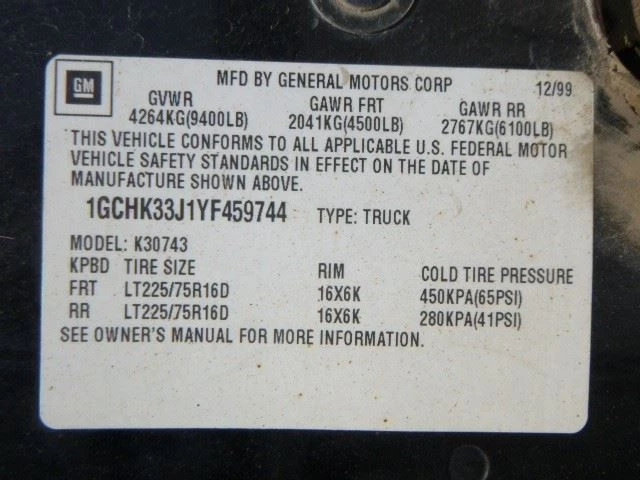 GM MFD BY GENERAL MOTORS CORP 12/99
GVWR GAWR FRT GAWR RR
4264KG(9400LB) 2041KG(4500LB) 2767KG(6100LB)
THIS VEHICLE CONFORMS TO ALL APPLICABLE U.S. FEDERAL MOTOR
VEHICLE SAFETY STANDARDS IN EFFECT ON THE DATE OF
MANUFACTURE SHOWN ABOVE.
1GCHK33J1YF459744 TYPE: TRUCK
MODEL: K30743
KPBD TIRE SIZE RIM COLD TIRE PRESSURE
FRT LT225/75R16D 16X6K 450KPA(65PSI)
RR LT225/75R16D 16X6K 280KPA(41PSI)
SEE OWNER'S MANUAL FOR MORE INFORMATION.